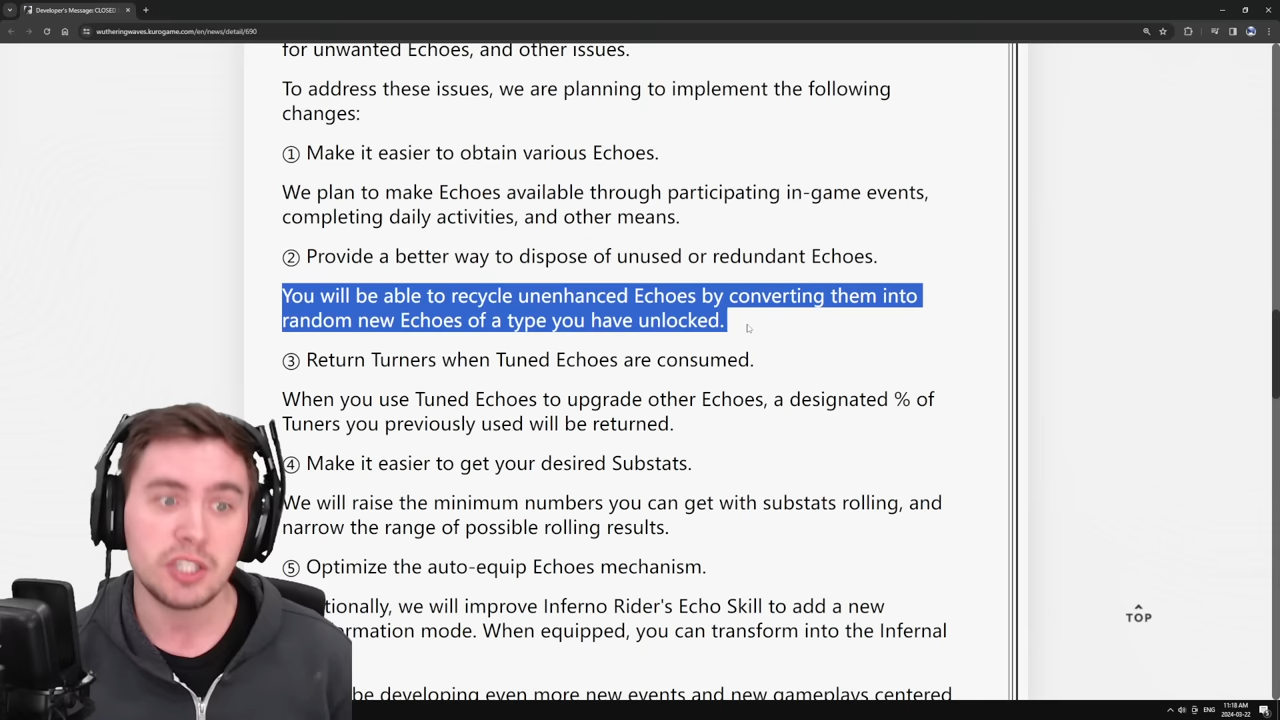 Developer's Message: CLOSED
wutheringwaves.kurogame.com/en/news/detail/690
for unwanted Echoes, and other issues.
To address these issues, we are planning to implement the following
changes:
① Make it easier to obtain various Echoes.
We plan to make Echoes available through participating in-game events,
completing daily activities, and other means.
② Provide a better way to dispose of unused or redundant Echoes.
You will be able to recycle unenhanced Echoes by converting them into
random new Echoes of a type you have unlocked.
③ Return Turners when Tuned Echoes are consumed.
When you use Tuned Echoes to upgrade other Echoes, a designated % of
Tuners you previously used will be returned.
④ Make it easier to get your desired Substats.
We will raise the minimum numbers you can get with substats rolling, and
narrow the range of possible rolling results.
⑤ Optimize the auto-equip Echoes mechanism.
tionally, we will improve Inferno Rider's Echo Skill to add a new
ormation mode. When equipped, you can transform into the Infernal
be developing even more new events and new gameplays centered
TOP
ENG
11:18 AM
2024-03-22